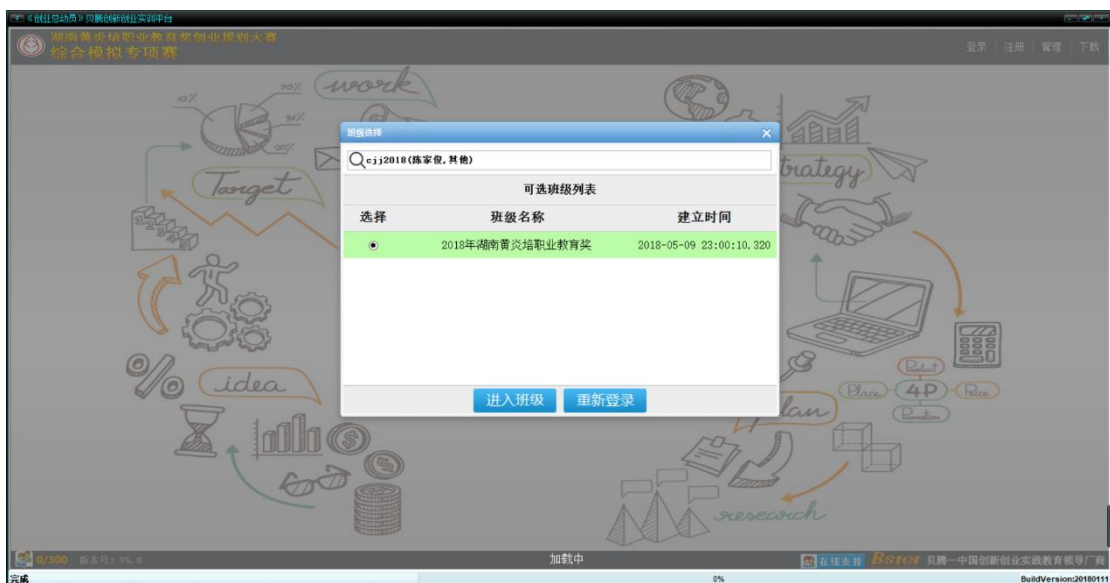 《创业总动员》贝腾创新创业实训平台
湖南黄炎培职业教育奖创业规划大赛
综合模拟专项赛
登录 | 注册 | 管理 | 下载
work
Target
idea
trategy
Product
Place
4P
Price
Promotion
plan
research
班级选择
cjj2018(陈家俊,其他)
可选班级列表
选择 班级名称 建立时间
2018年湖南黄炎培职业教育奖 2018-05-09 23:00:10.320
进入班级 重新登录
0/300 版本号: V5.0
加载中
在线支持 Bster 贝腾—中国创新创业实践教育领导厂商
完成
0%
BuildVersion:20180111